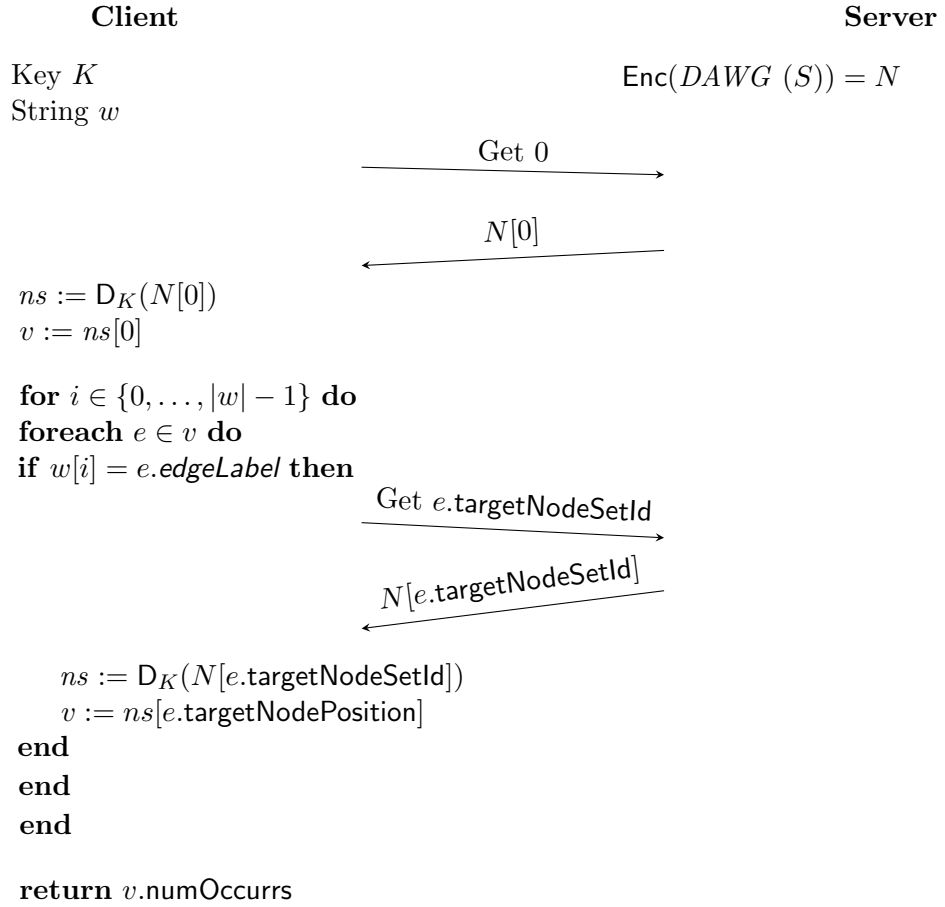 Client Server
Key K Enc(DAWG (S)) = N
String w
Get 0
N[0]
ns := D_K(N[0])
v := ns[0]
for i ∈ {0, . . . , |w| − 1} do
foreach e ∈ v do
if w[i] = e.edgeLabel then
Get e.targetNodeSetId
N[e.targetNodeSetId]
ns := D_K(N[e.targetNodeSetId])
v := ns[e.targetNodePosition]
end
end
end
return v.numOccurrs